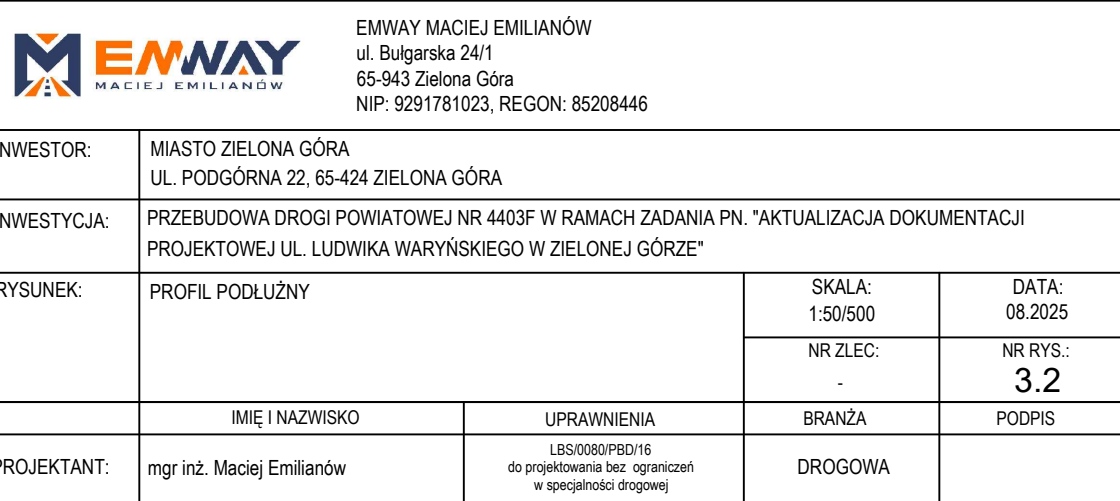 EMWAY
MACIEJ EMILIANÓW
EMWAY MACIEJ EMILIANÓW
ul. Bułgarska 24/1
65-943 Zielona Góra
NIP: 9291781023, REGON: 85208446
NWESTOR:
MIASTO ZIELONA GÓRA
UL. PODGÓRNA 22, 65-424 ZIELONA GÓRA
NWESTYCJA:
PRZEBUDOWA DROGI POWIATOWEJ NR 4403F W RAMACH ZADANIA PN. "AKTUALIZACJA DOKUMENTACJI
PROJEKTOWEJ UL. LUDWIKA WARYŃSKIEGO W ZIELONEJ GÓRZE"
RYSUNEK:
PROFIL PODŁUŻNY
SKALA:
1:50/500
DATA:
08.2025
NR ZLEC:
-
NR RYS.:
3.2
IMIĘ I NAZWISKO
UPRAWNIENIA
BRANŻA
PODPIS
PROJEKTANT:
mgr inż. Maciej Emilianów
LBS/0080/PBD/16
do projektowania bez ograniczeń
w specjalności drogowej
DROGOWA